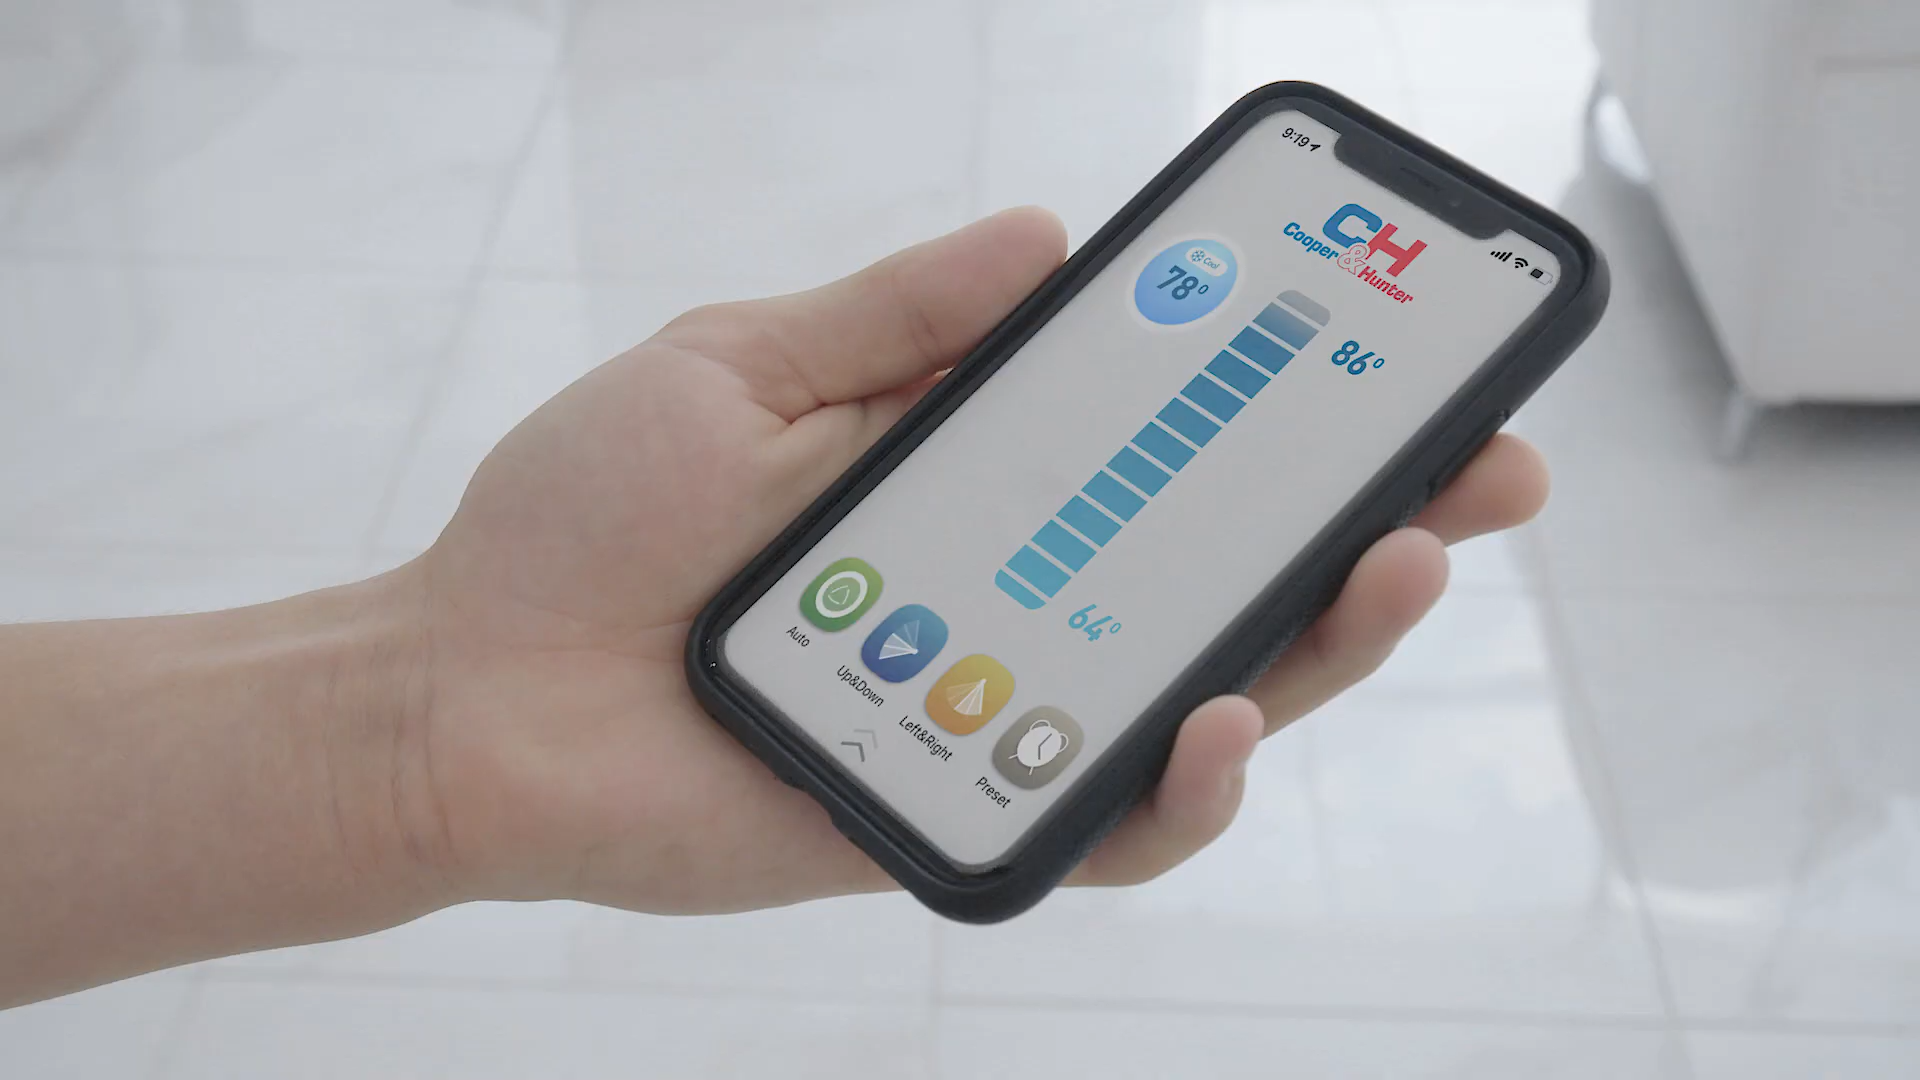 9:19
CH
Cooper & Hunter
Cool
78°
86°
64°
Auto
Up&Down
Left&Right
Preset